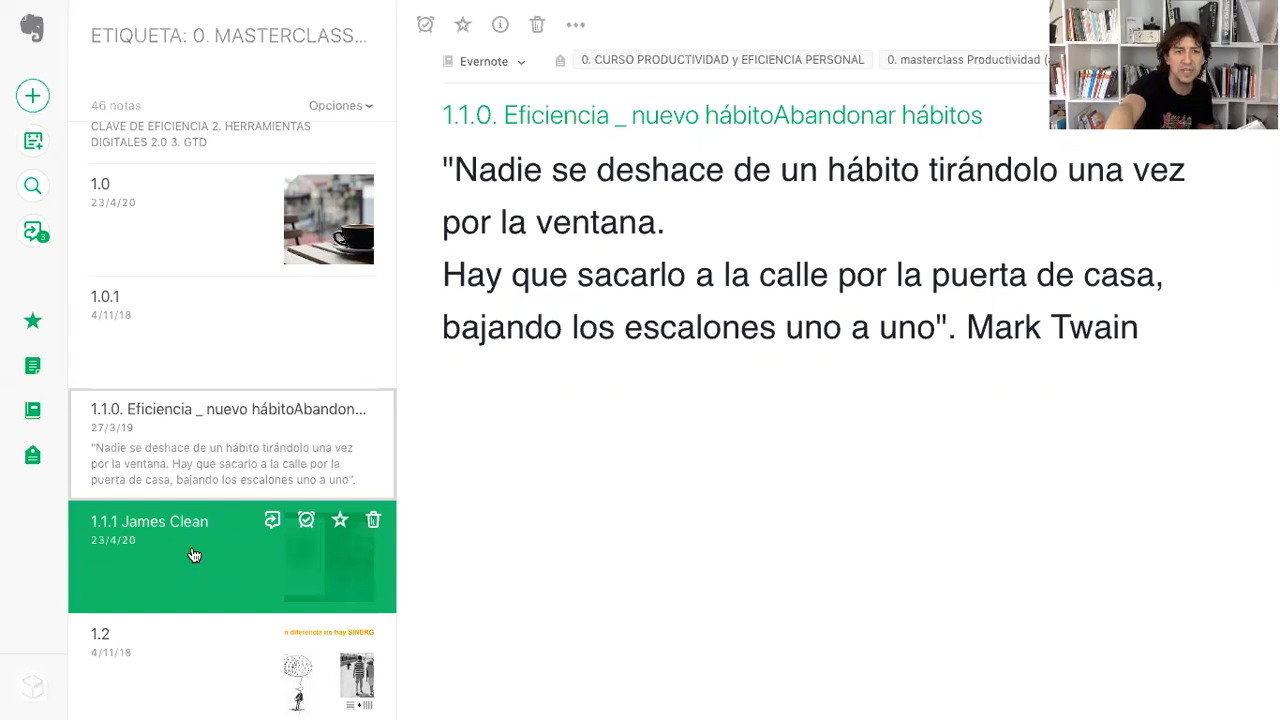 ETIQUETA: 0. MASTERCLASS...
46 notas
Opciones
CLAVE DE EFICIENCIA 2. HERRAMIENTAS
DIGITALES 2.0 3. GTD
1.0
23/4/20
1.0.1
4/11/18
1.1.0. Eficiencia _ nuevo hábitoAbandon...
27/3/19
"Nadie se deshace de un hábito tirándolo una vez
por la ventana. Hay que sacarlo a la calle por la
puerta de casa, bajando los escalones uno a uno".
1.1.1 James Clean
23/4/20
1.2
4/11/18
n diferencia no hay SINERG
3
Evernote
0. CURSO PRODUCTIVIDAD y EFICIENCIA PERSONAL
0. masterclass Productividad (
1.1.0. Eficiencia _ nuevo hábitoAbandonar hábitos
"Nadie se deshace de un hábito tirándolo una vez
por la ventana.
Hay que sacarlo a la calle por la puerta de casa,
bajando los escalones uno a uno". Mark Twain